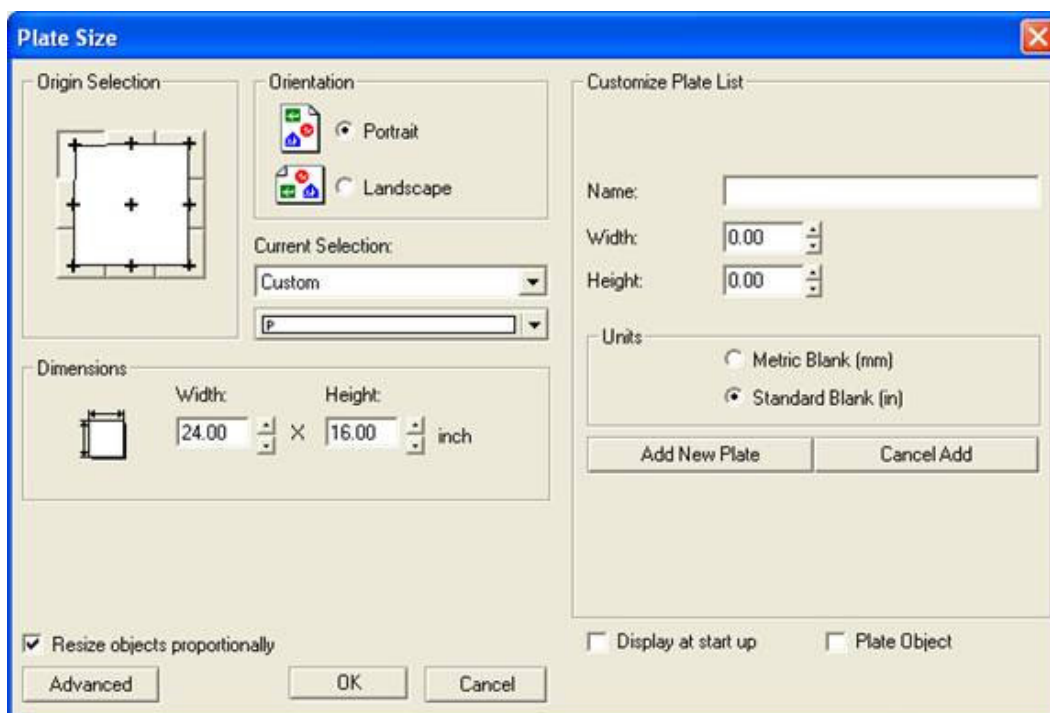 Plate Size
Origin Selection
Orientation
Portrait
Landscape
Current Selection:
Custom
P
Dimensions
Width:
Height:
24.00
X
16.00
inch
Resize objects proportionally
Advanced
OK
Cancel
Customize Plate List
Name:
Width:
0.00
Height:
0.00
Units
Metric Blank (mm)
Standard Blank (in)
Add New Plate
Cancel Add
Display at start up
Plate Object